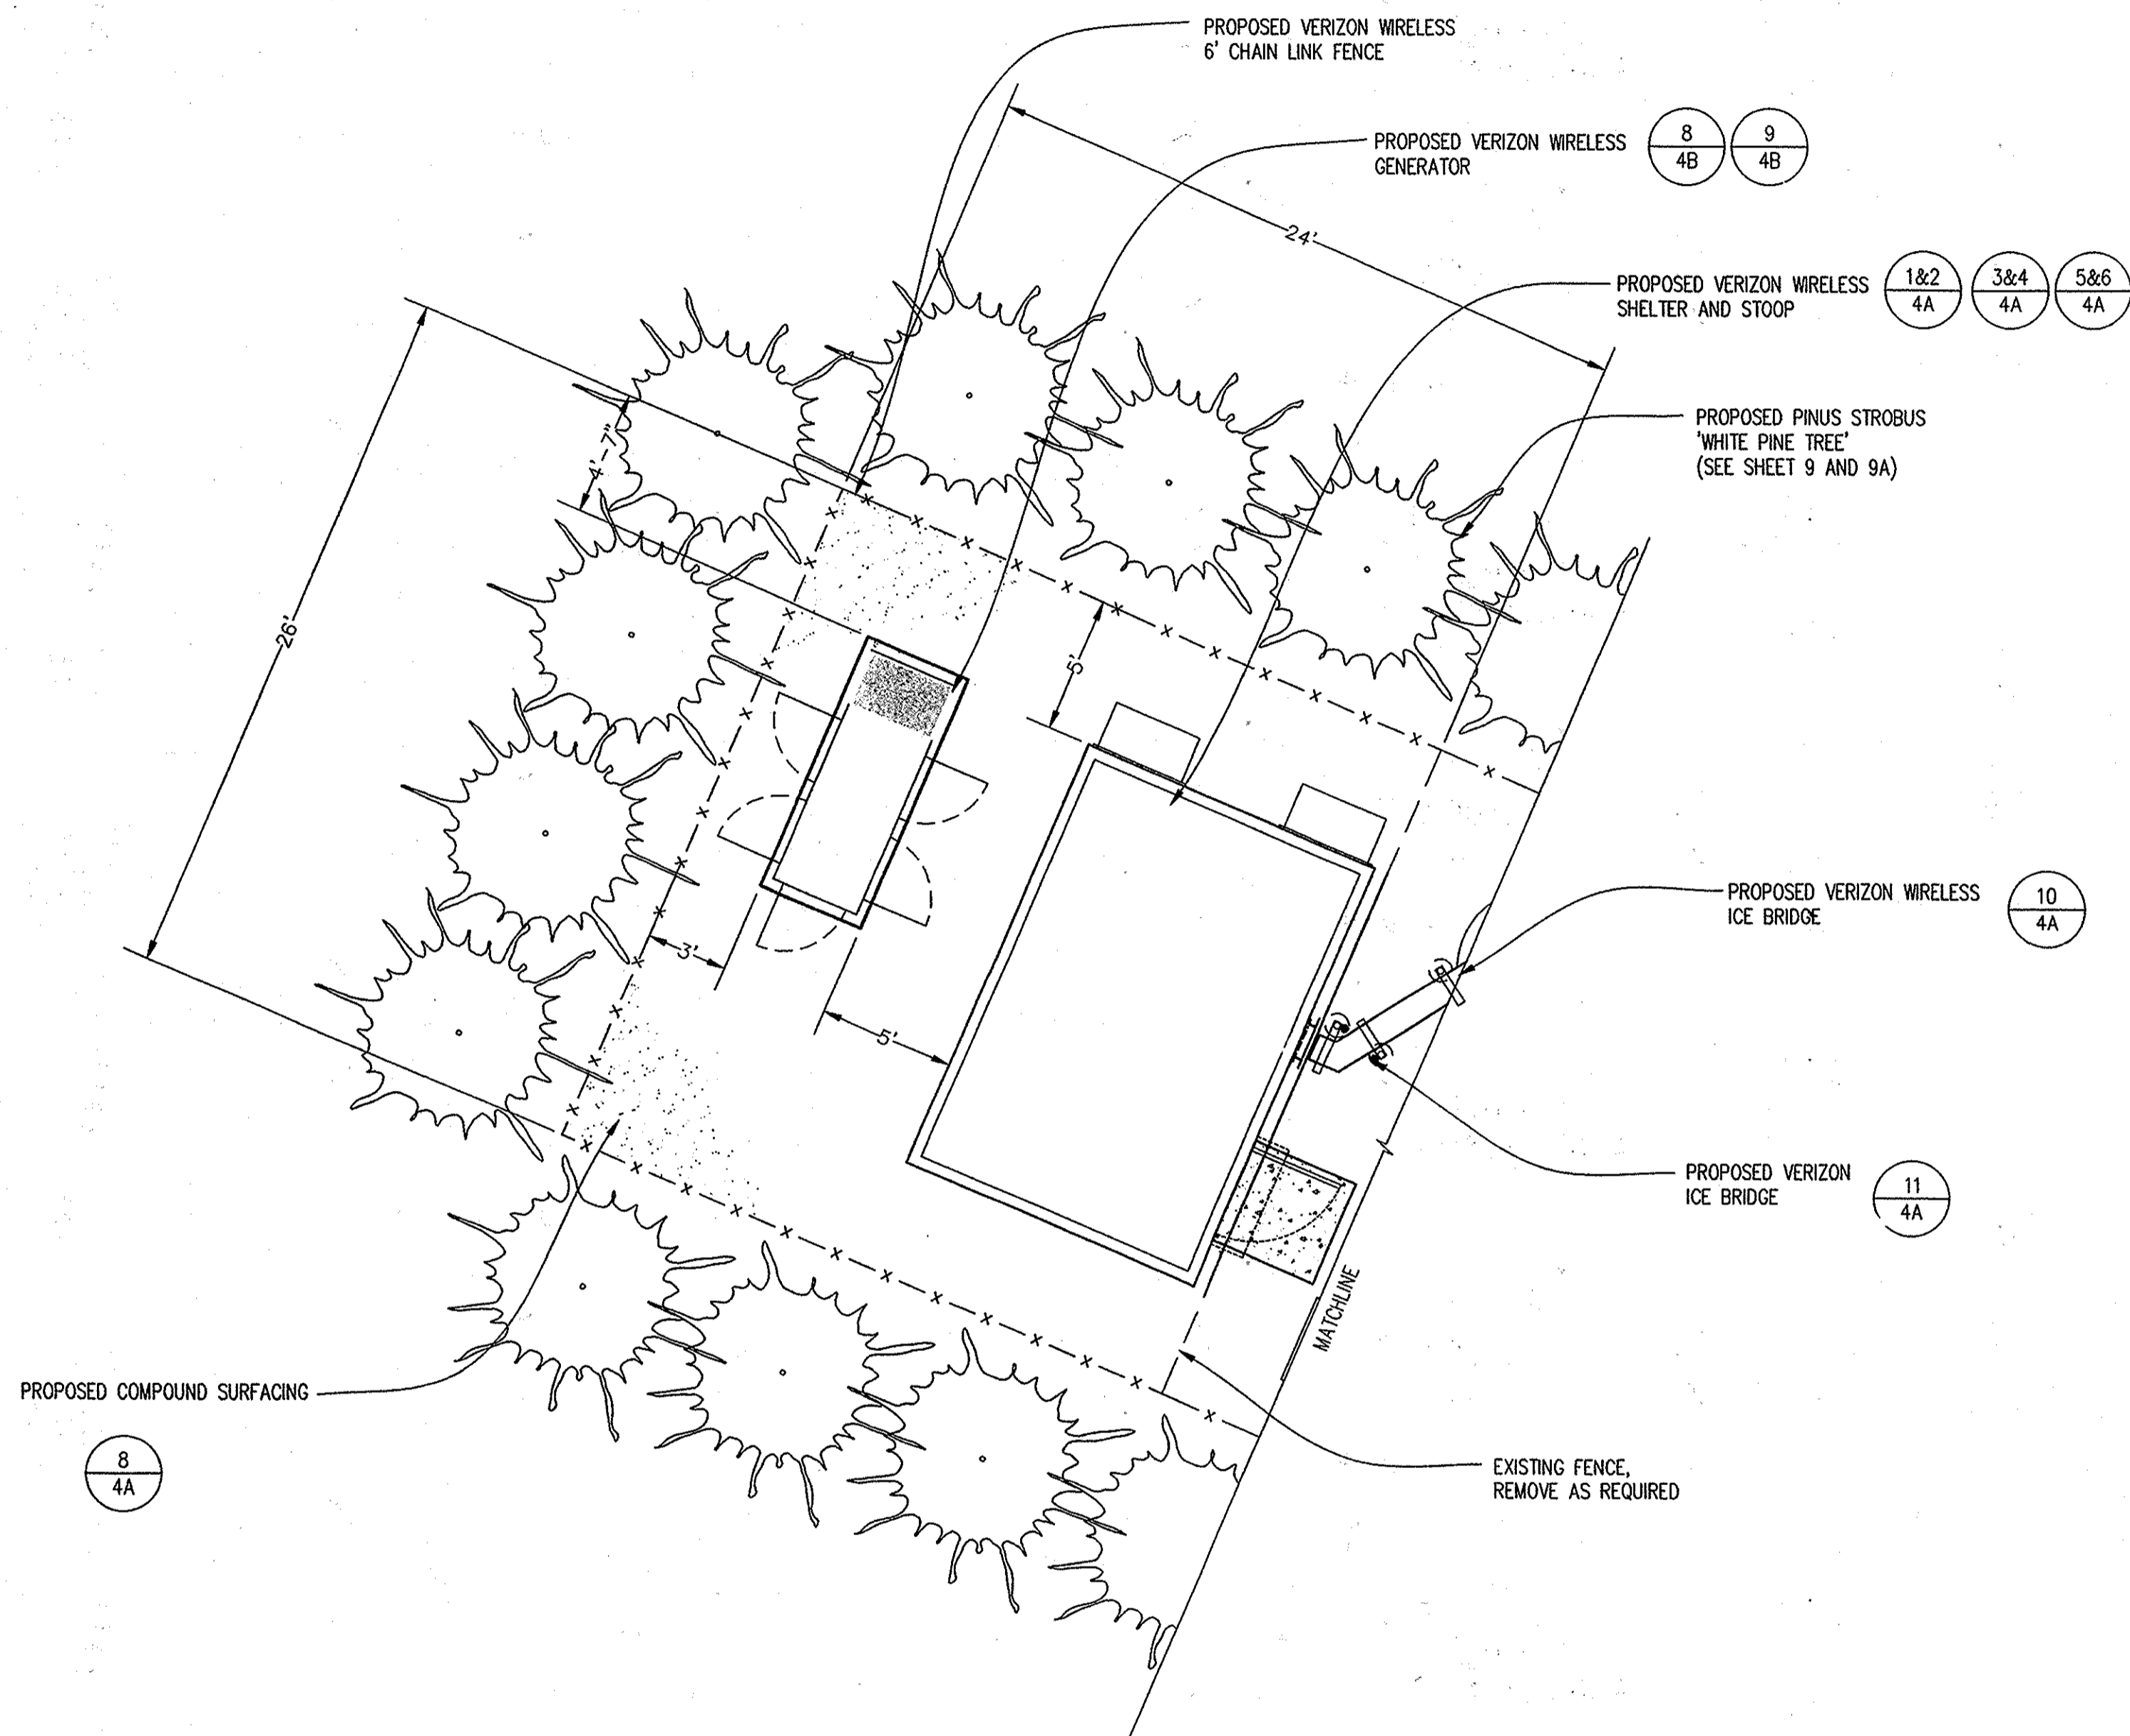 PROPOSED VERIZON WIRELESS
6' CHAIN LINK FENCE
PROPOSED VERIZON WIRELESS
GENERATOR
8
4B
9
4B
24'
PROPOSED VERIZON WIRELESS
SHELTER AND STOOP
1&2
4A
3&4
4A
5&6
4A
PROPOSED PINUS STROBUS
'WHITE PINE TREE'
(SEE SHEET 9 AND 9A)
4'-7"
26'
5'
PROPOSED VERIZON WIRELESS
ICE BRIDGE
10
4A
3'
5'
PROPOSED VERIZON
ICE BRIDGE
11
4A
MATCHLINE
PROPOSED COMPOUND SURFACING
8
4A
EXISTING FENCE,
REMOVE AS REQUIRED